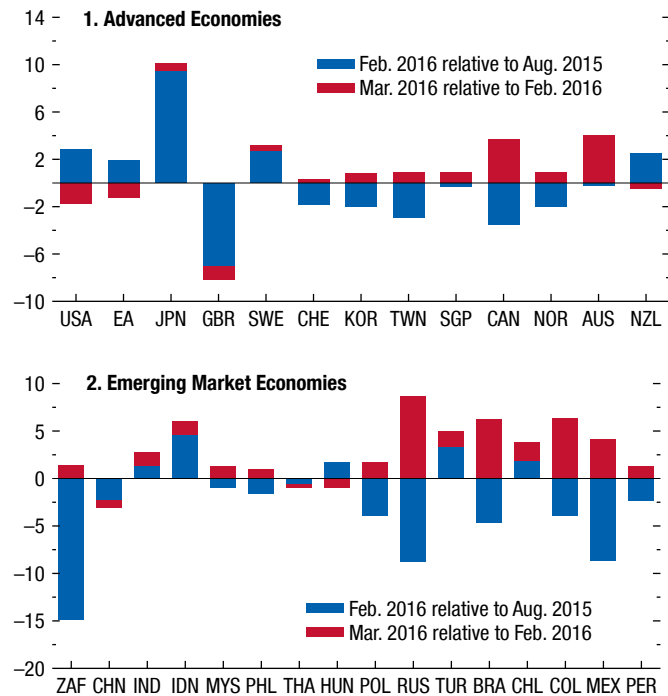 1. Advanced Economies
Feb. 2016 relative to Aug. 2015
Mar. 2016 relative to Feb. 2016
14
10
6
2
–2
–6
–10
USA EA JPN GBR SWE CHE KOR TWN SGP CAN NOR AUS NZL
2. Emerging Market Economies
10
5
0
–5
–10
–15
–20
Feb. 2016 relative to Aug. 2015
Mar. 2016 relative to Feb. 2016
ZAF CHN IND IDN MYS PHL THA HUN POL RUS TUR BRA CHL COL MEX PER